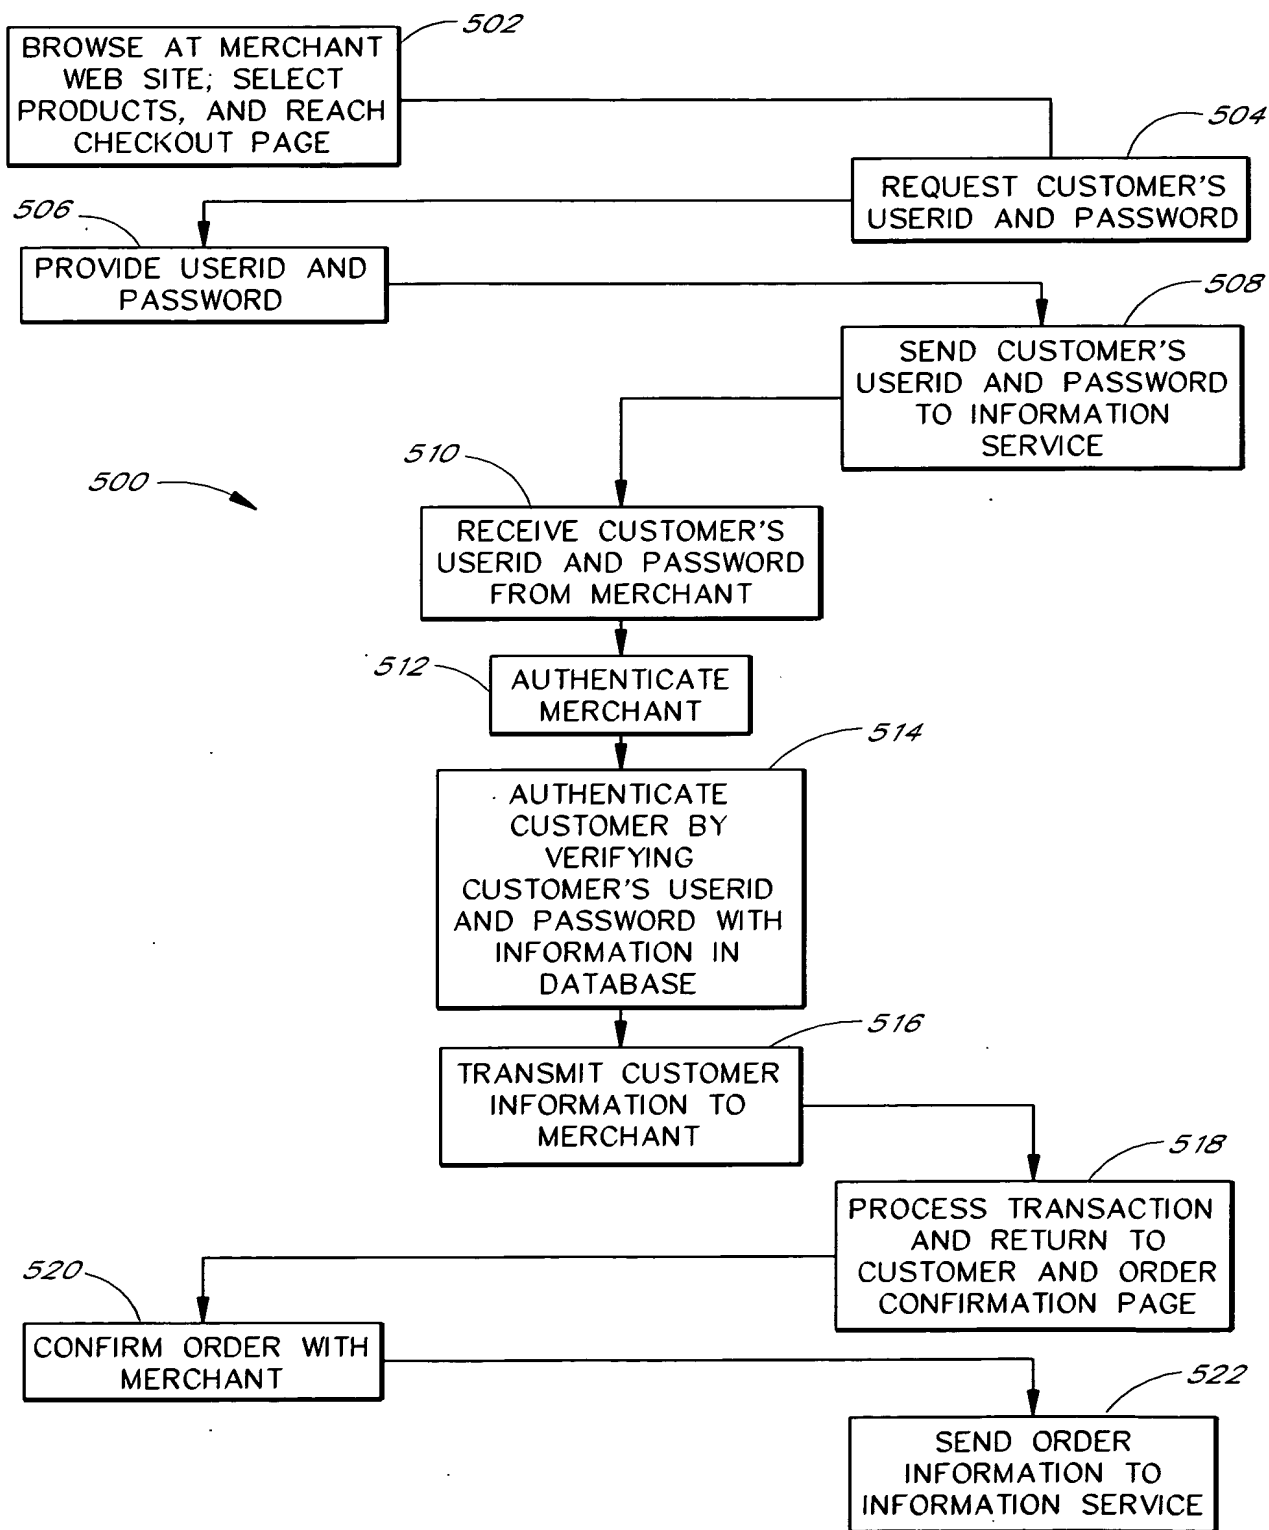 502
BROWSE AT MERCHANT
WEB SITE; SELECT
PRODUCTS, AND REACH
CHECKOUT PAGE
504
REQUEST CUSTOMER'S
USERID AND PASSWORD
506
PROVIDE USERID AND
PASSWORD
508
SEND CUSTOMER'S
USERID AND PASSWORD
TO INFORMATION
SERVICE
500
510
RECEIVE CUSTOMER'S
USERID AND PASSWORD
FROM MERCHANT
512
AUTHENTICATE
MERCHANT
514
AUTHENTICATE
CUSTOMER BY
VERIFYING
CUSTOMER'S USERID
AND PASSWORD WITH
INFORMATION IN
DATABASE
516
TRANSMIT CUSTOMER
INFORMATION TO
MERCHANT
518
PROCESS TRANSACTION
AND RETURN TO
CUSTOMER AND ORDER
CONFIRMATION PAGE
520
CONFIRM ORDER WITH
MERCHANT
522
SEND ORDER
INFORMATION TO
INFORMATION SERVICE